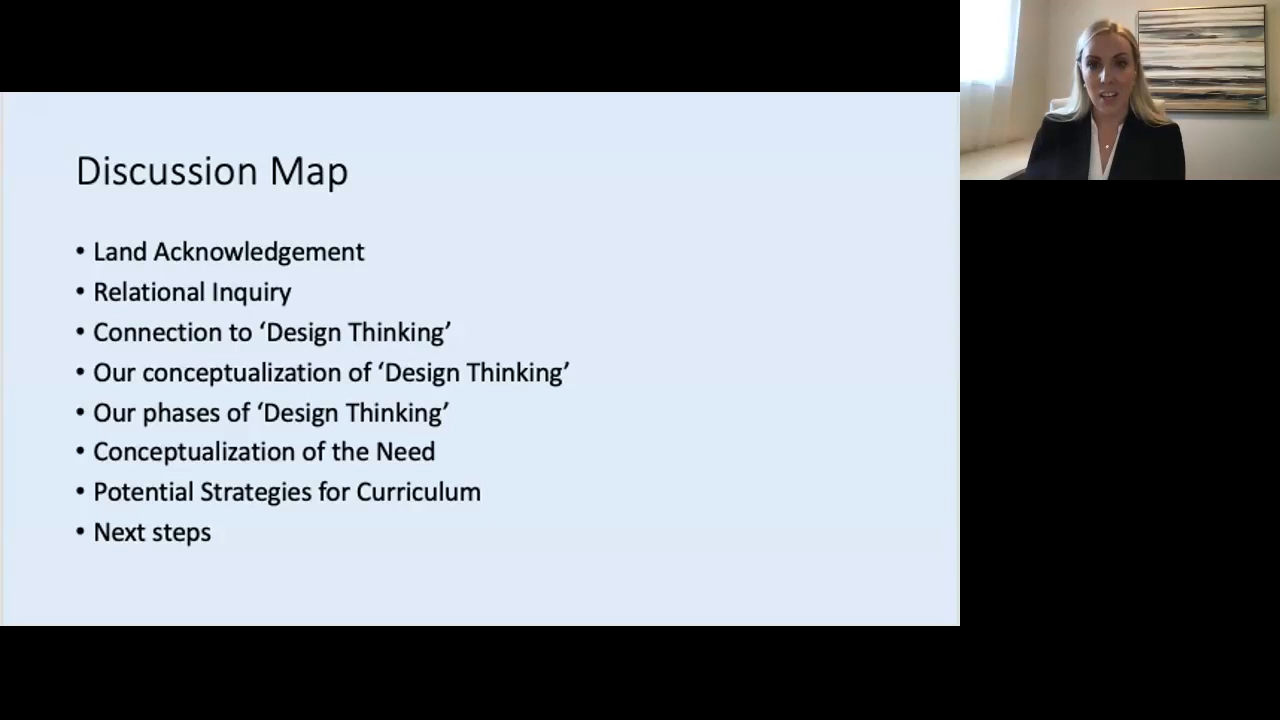 Discussion Map
• Land Acknowledgement
• Relational Inquiry
• Connection to ‘Design Thinking’
• Our conceptualization of ‘Design Thinking’
• Our phases of ‘Design Thinking’
• Conceptualization of the Need
• Potential Strategies for Curriculum
• Next steps